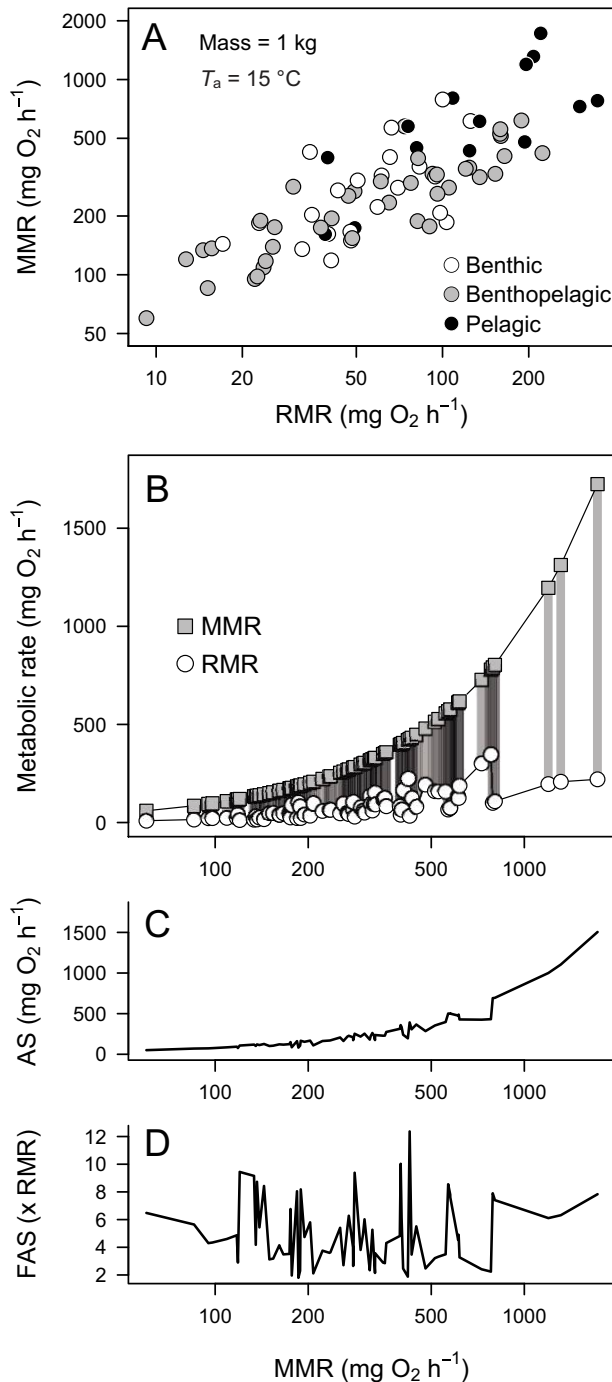 A
Mass = 1 kg
Tₐ = 15 °C
MMR (mg O₂ h⁻¹)
2000
1000
500
200
100
50
Benthic
Benthopelagic
Pelagic
10 20 50 100 200
RMR (mg O₂ h⁻¹)
B
Metabolic rate (mg O₂ h⁻¹)
1500
1000
500
0
MMR
RMR
100 200 500 1000
C
AS (mg O₂ h⁻¹)
1500
1000
500
0
100 200 500 1000
D
FAS (x RMR)
12
10
8
6
4
2
100 200 500 1000
MMR (mg O₂ h⁻¹)